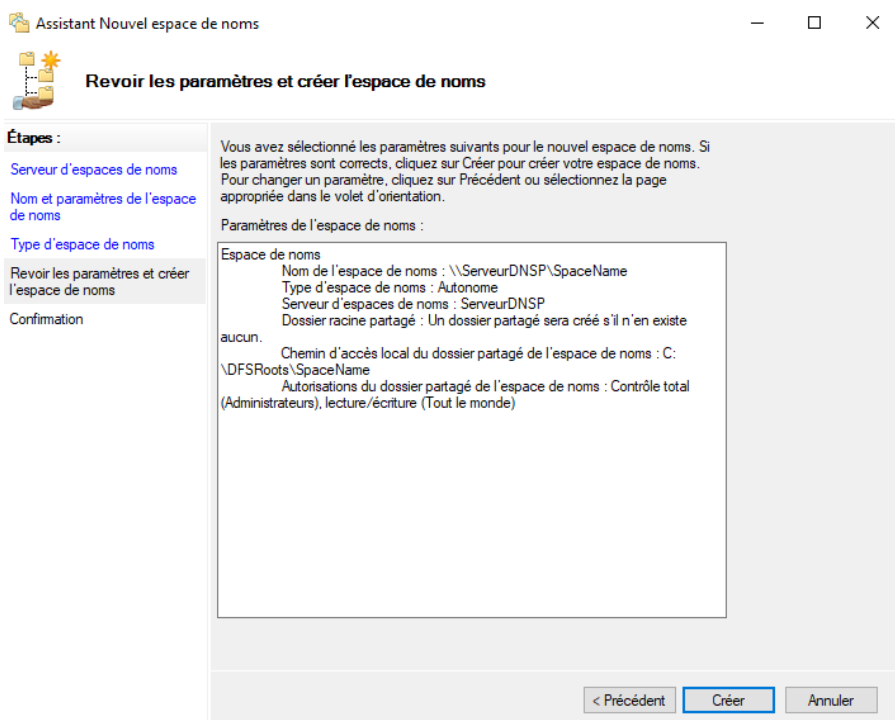 Assistant Nouvel espace de noms
Revoir les paramètres et créer l'espace de noms
Étapes :
Serveur d'espaces de noms
Nom et paramètres de l'espace
de noms
Type d'espace de noms
Revoir les paramètres et créer
l'espace de noms
Confirmation
Vous avez sélectionné les paramètres suivants pour le nouvel espace de noms. Si
les paramètres sont corrects, cliquez sur Créer pour créer votre espace de noms.
Pour changer un paramètre, cliquez sur Précédent ou sélectionnez la page
appropriée dans le volet d'orientation.
Paramètres de l'espace de noms :
Espace de noms
Nom de l'espace de noms : \\ServeurDNSP\SpaceName
Type d'espace de noms : Autonome
Serveur d'espaces de noms : ServeurDNSP
Dossier racine partagé : Un dossier partagé sera créé s'il n'en existe
aucun.
Chemin d'accès local du dossier partagé de l'espace de noms : C:
\DFSRoots\SpaceName
Autorisations du dossier partagé de l'espace de noms : Contrôle total
(Administrateurs), lecture/écriture (Tout le monde)
< Précédent
Créer
Annuler